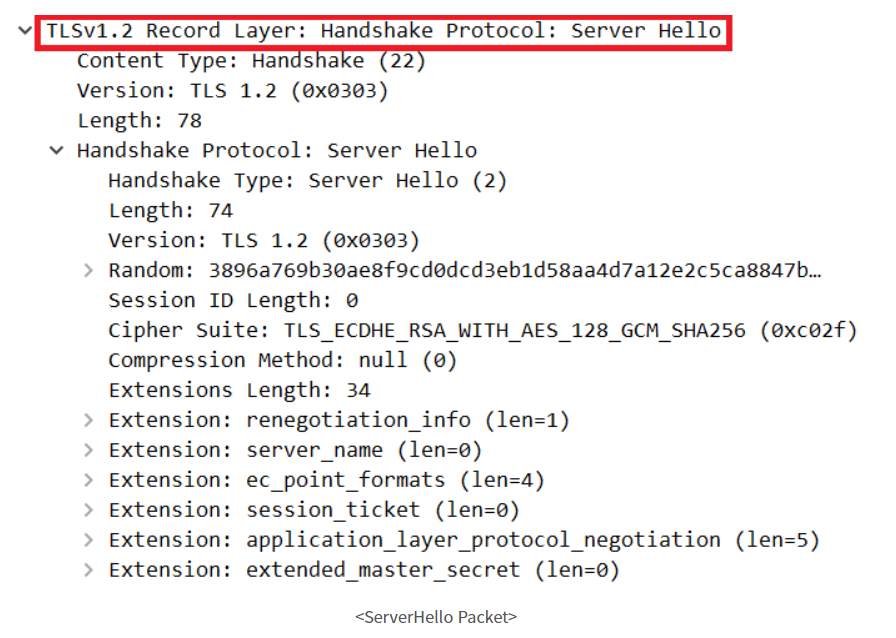 TLSv1.2 Record Layer: Handshake Protocol: Server Hello
Content Type: Handshake (22)
Version: TLS 1.2 (0x0303)
Length: 78
Handshake Protocol: Server Hello
Handshake Type: Server Hello (2)
Length: 74
Version: TLS 1.2 (0x0303)
Random: 3896a769b30ae8f9cd0dcd3eb1d58aa4d7a12e2c5ca8847b…
Session ID Length: 0
Cipher Suite: TLS_ECDHE_RSA_WITH_AES_128_GCM_SHA256 (0xc02f)
Compression Method: null (0)
Extensions Length: 34
Extension: renegotiation_info (len=1)
Extension: server_name (len=0)
Extension: ec_point_formats (len=4)
Extension: session_ticket (len=0)
Extension: application_layer_protocol_negotiation (len=5)
Extension: extended_master_secret (len=0)
<ServerHello Packet>